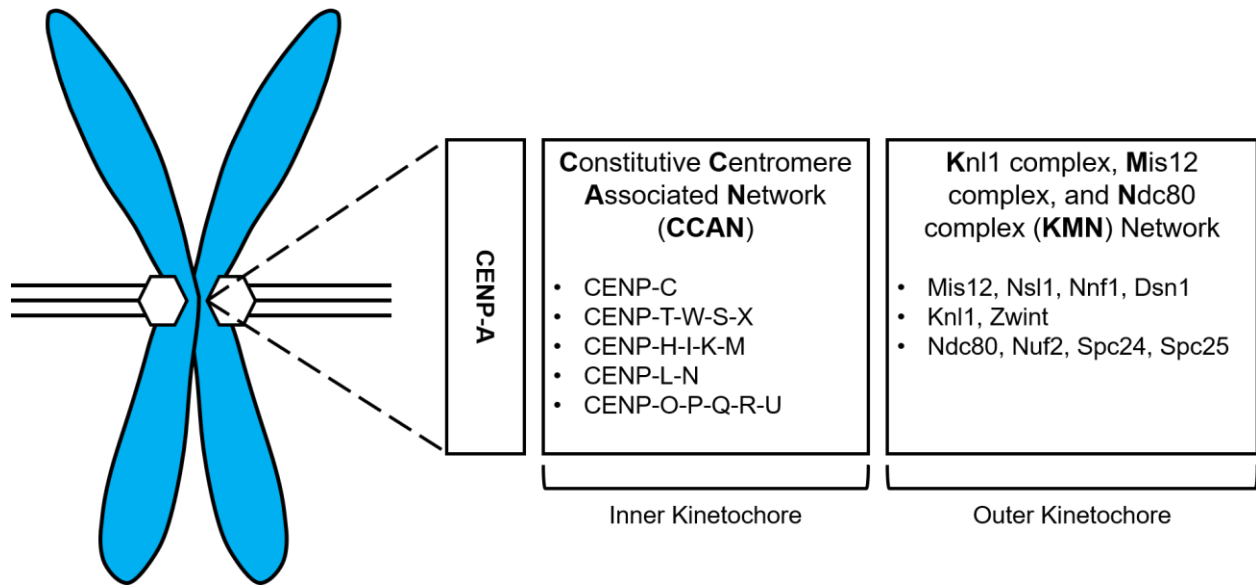 CENP-A
Constitutive Centromere
Associated Network
(CCAN)
• CENP-C
• CENP-T-W-S-X
• CENP-H-I-K-M
• CENP-L-N
• CENP-O-P-Q-R-U
Inner Kinetochore
Knl1 complex, Mis12
complex, and Ndc80
complex (KMN) Network
• Mis12, Nsl1, Nnf1, Dsn1
• Knl1, Zwint
• Ndc80, Nuf2, Spc24, Spc25
Outer Kinetochore